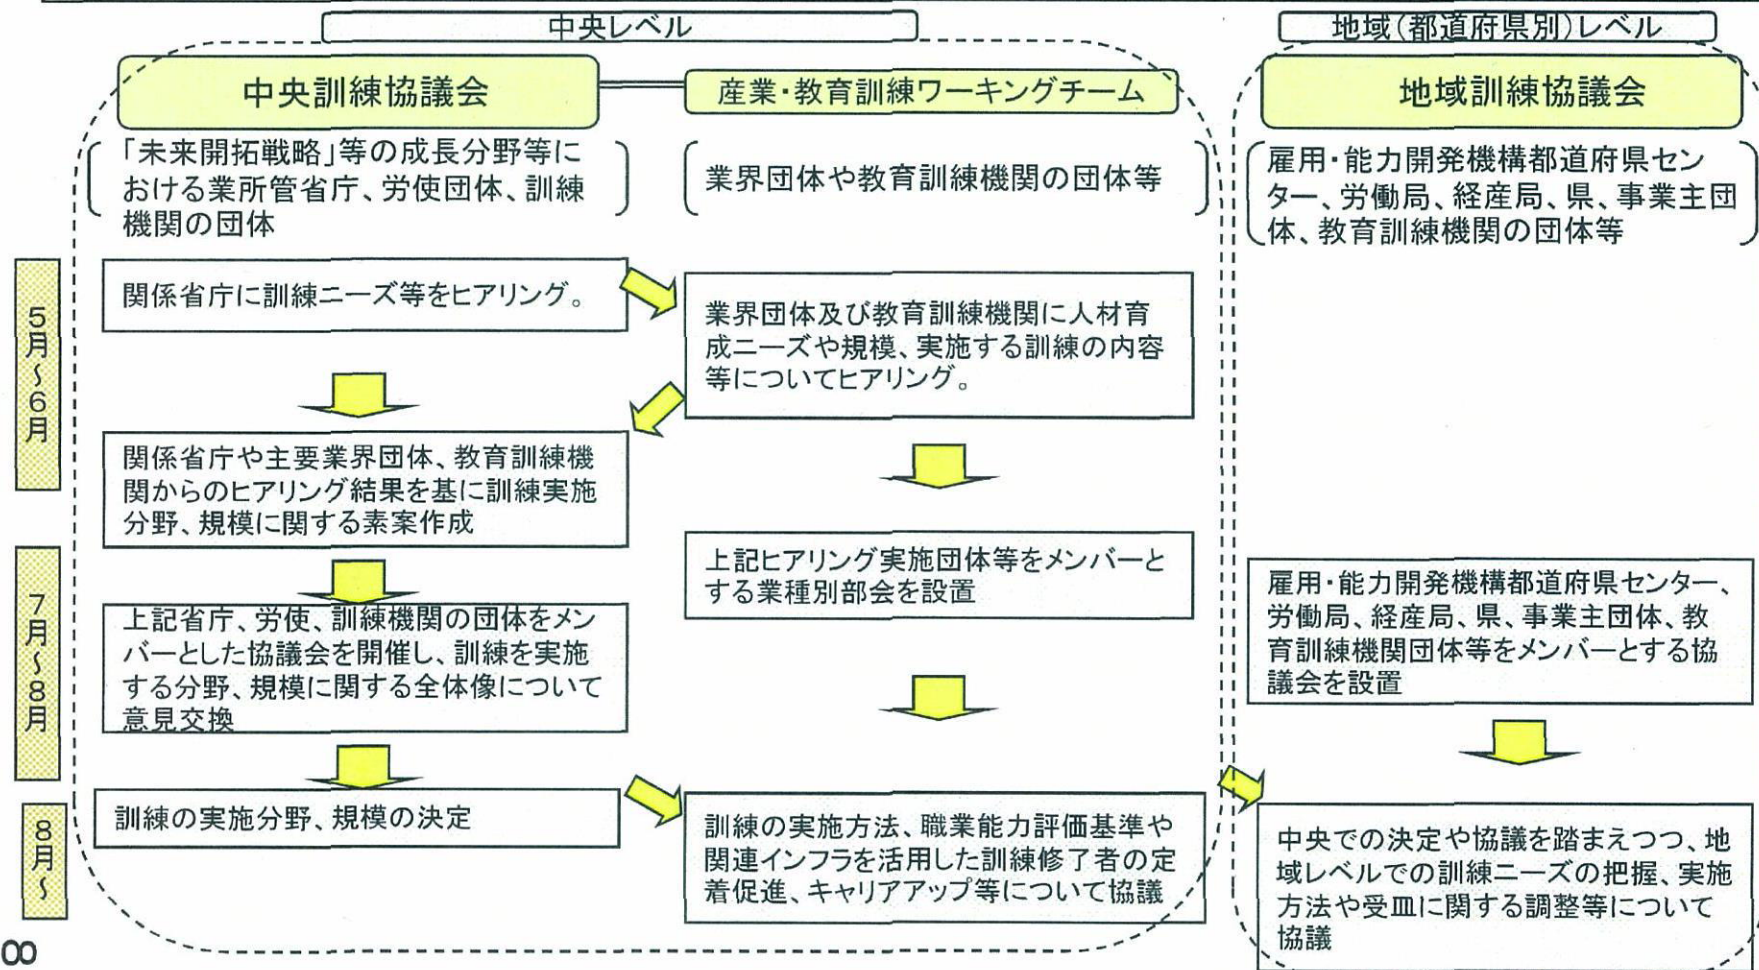 中央レベル
地域(都道府県別)レベル
中央訓練協議会
産業・教育訓練ワーキングチーム
地域訓練協議会
「未来開拓戦略」等の成長分野等に
おける業所管省庁、労使団体、訓練
機関の団体
業界団体や教育訓練機関の団体等
雇用・能力開発機構都道府県セン
ター、労働局、経産局、県、事業主団
体、教育訓練機関の団体等
5月~6月
関係省庁に訓練ニーズ等をヒアリング。
業界団体及び教育訓練機関に人材育
成ニーズや規模、実施する訓練の内容
等についてヒアリング。
関係省庁や主要業界団体、教育訓練機
関からのヒアリング結果を基に訓練実施
分野、規模に関する素案作成
7月~8月
上記ヒアリング実施団体等をメンバーと
する業種別部会を設置
雇用・能力開発機構都道府県センター、
労働局、経産局、県、事業主団体、教
育訓練機関団体等をメンバーとする協
議会を設置
上記省庁、労使、訓練機関の団体をメン
バーとした協議会を開催し、訓練を実施
する分野、規模に関する全体像について
意見交換
8月~
訓練の実施分野、規模の決定
訓練の実施方法、職業能力評価基準や
関連インフラを活用した訓練修了者の定
着促進、キャリアアップ等について協議
中央での決定や協議を踏まえつつ、地
域レベルでの訓練ニーズの把握、実施
方法や受皿に関する調整等について
協議
8